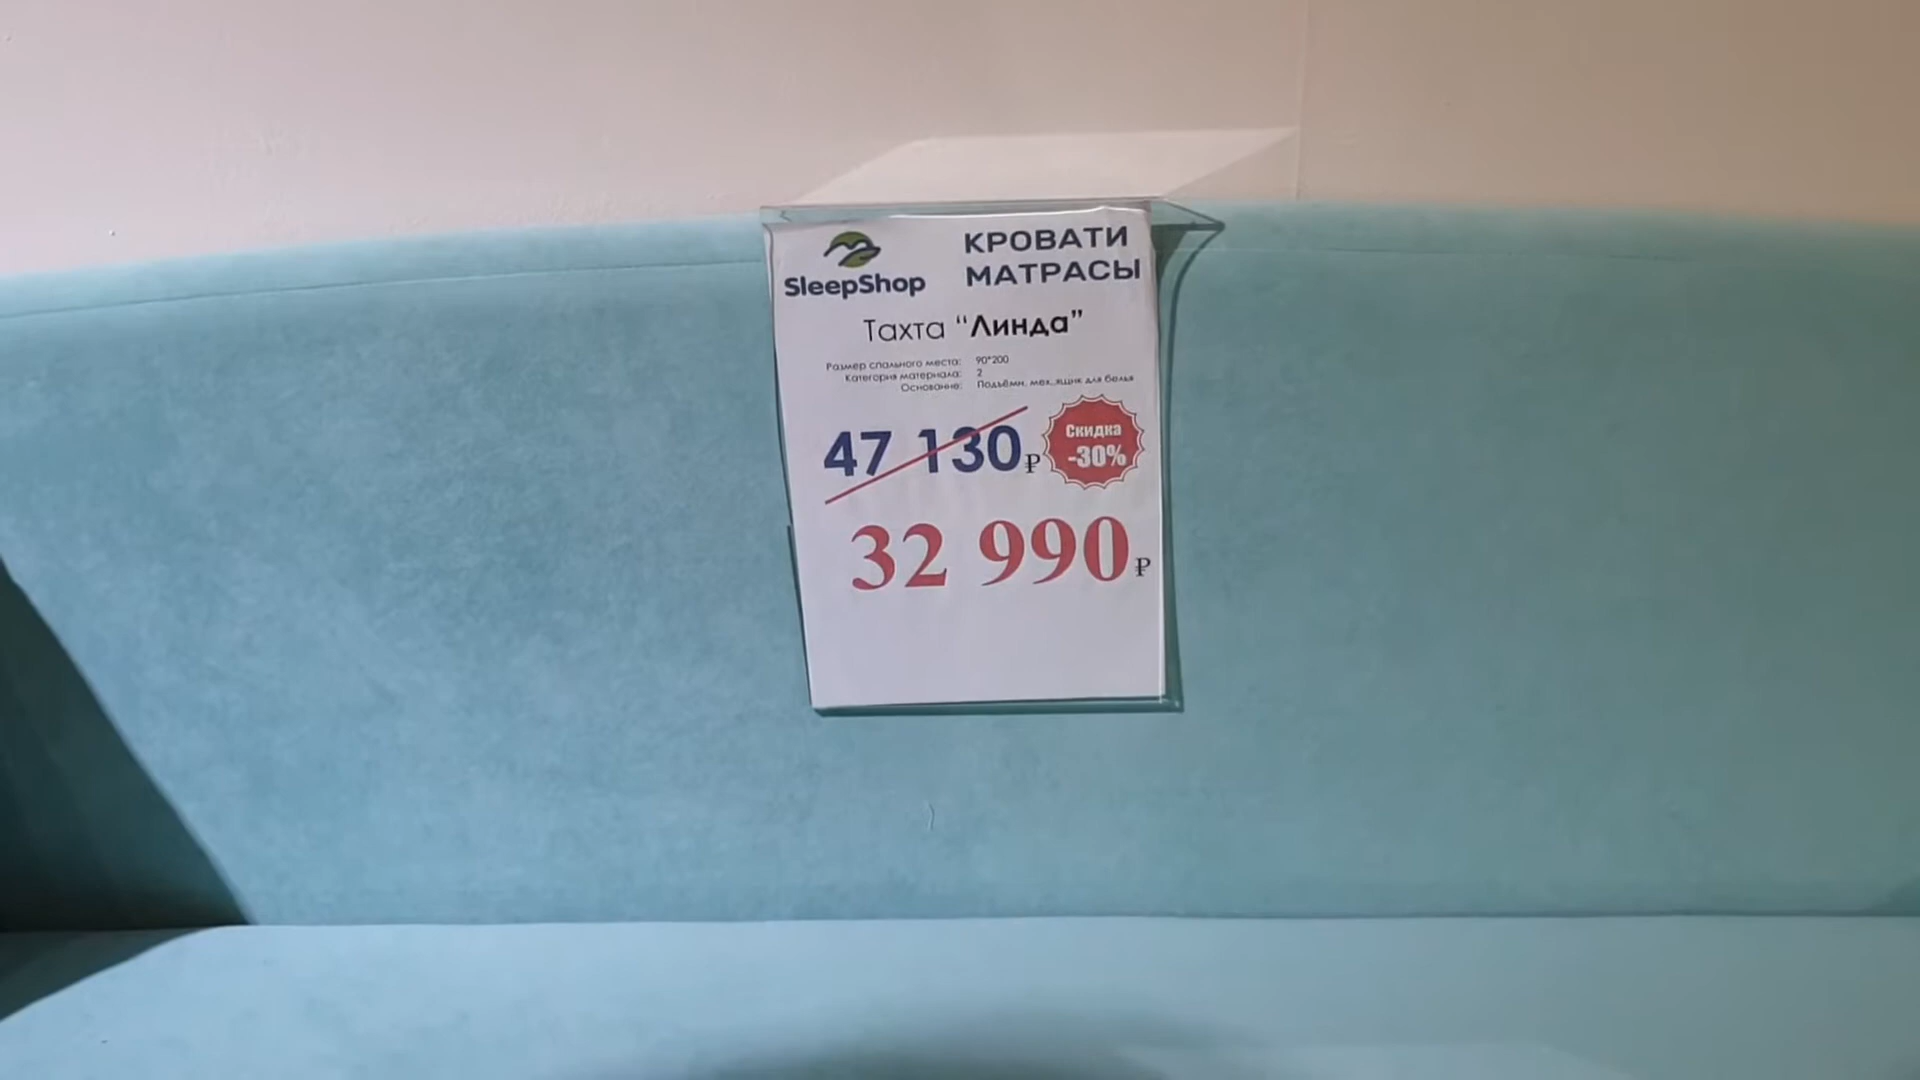 SleepShop
КРОВАТИ
МАТРАСЫ
Тахта “Линда”
Размер спального места: 90*200
Категория материала: 2
Основание: Подъёмн. мех.,ящик для белья
47 130₽
Скидка
-30%
32 990₽